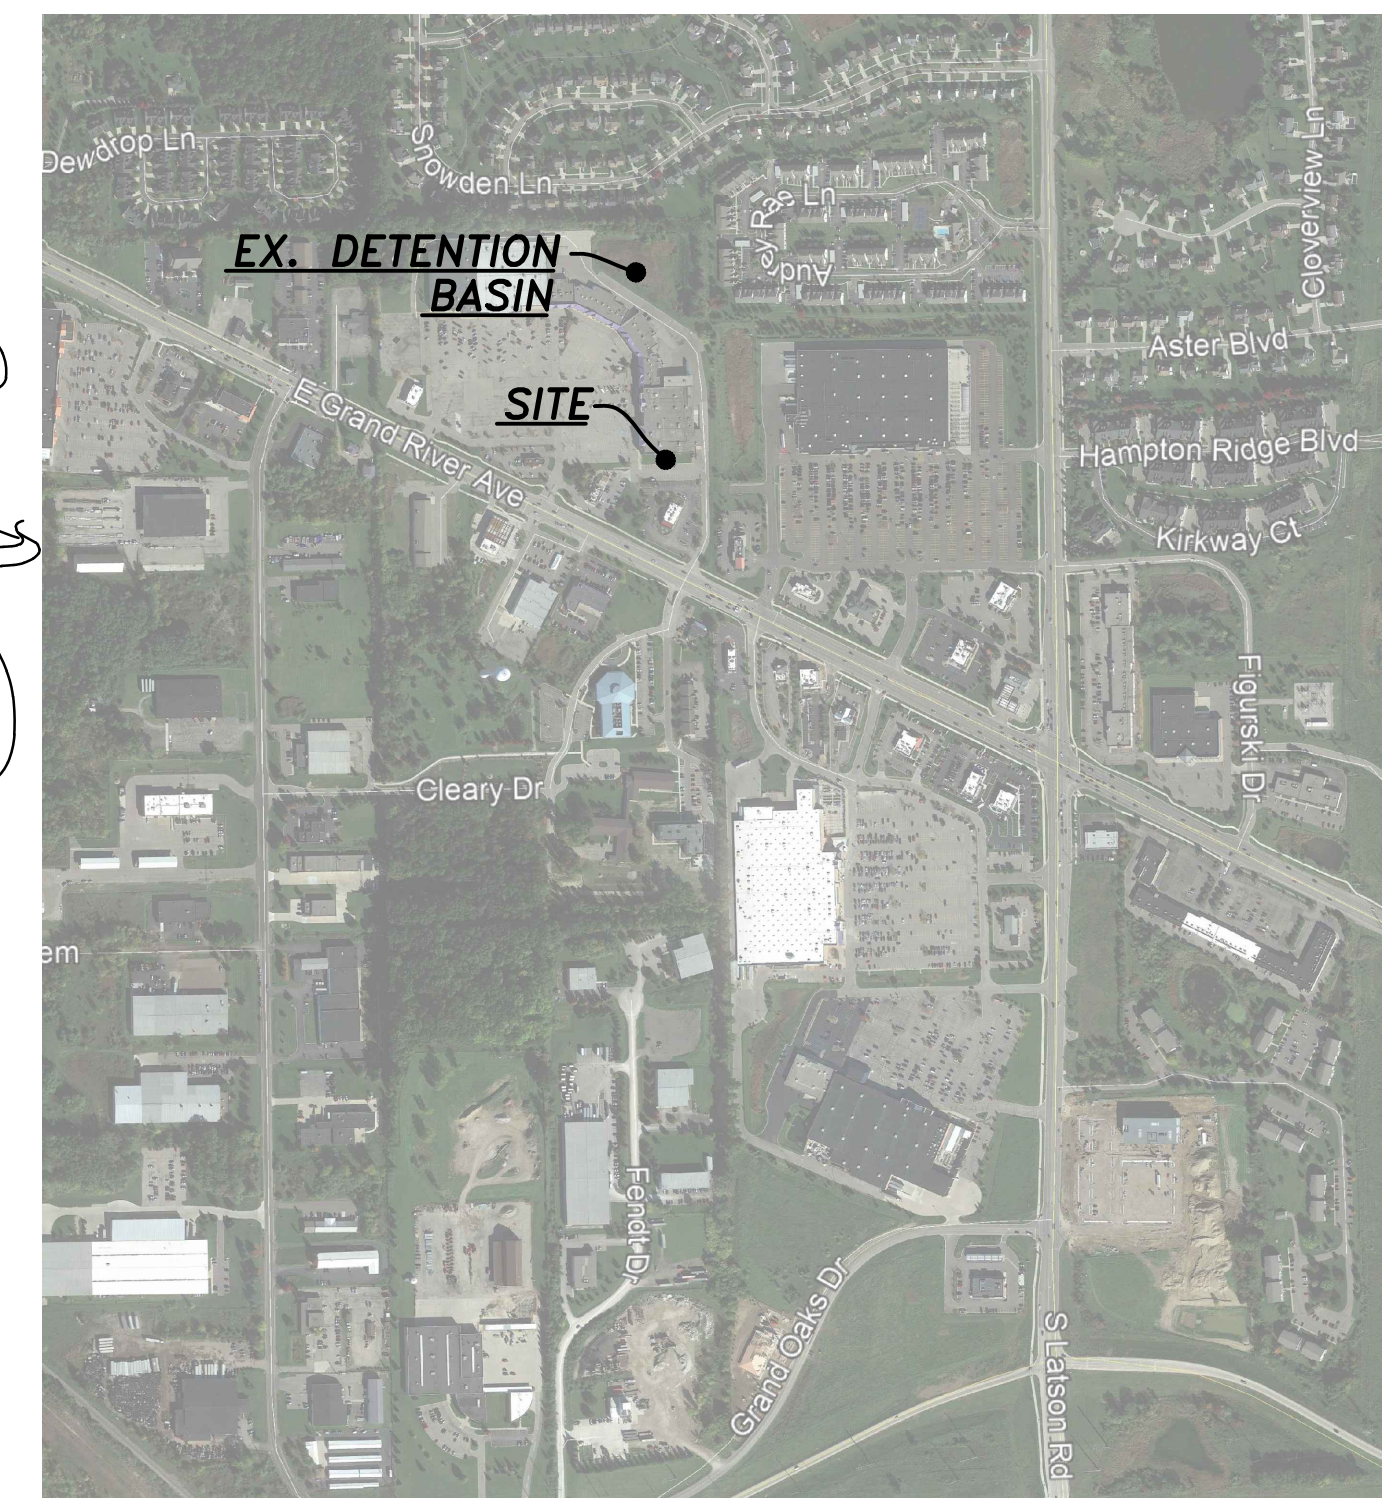 Dewdrop Ln
Snowden Ln
Cloverview Ln
Audrey Rae Ln
EX. DETENTION
BASIN
Aster Blvd
SITE
E Grand River Ave
Hampton Ridge Blvd
Kirkway Ct
Figurski Dr
Cleary Dr
em
Fendt Dr
Grand Oaks Dr
S Latson Rd